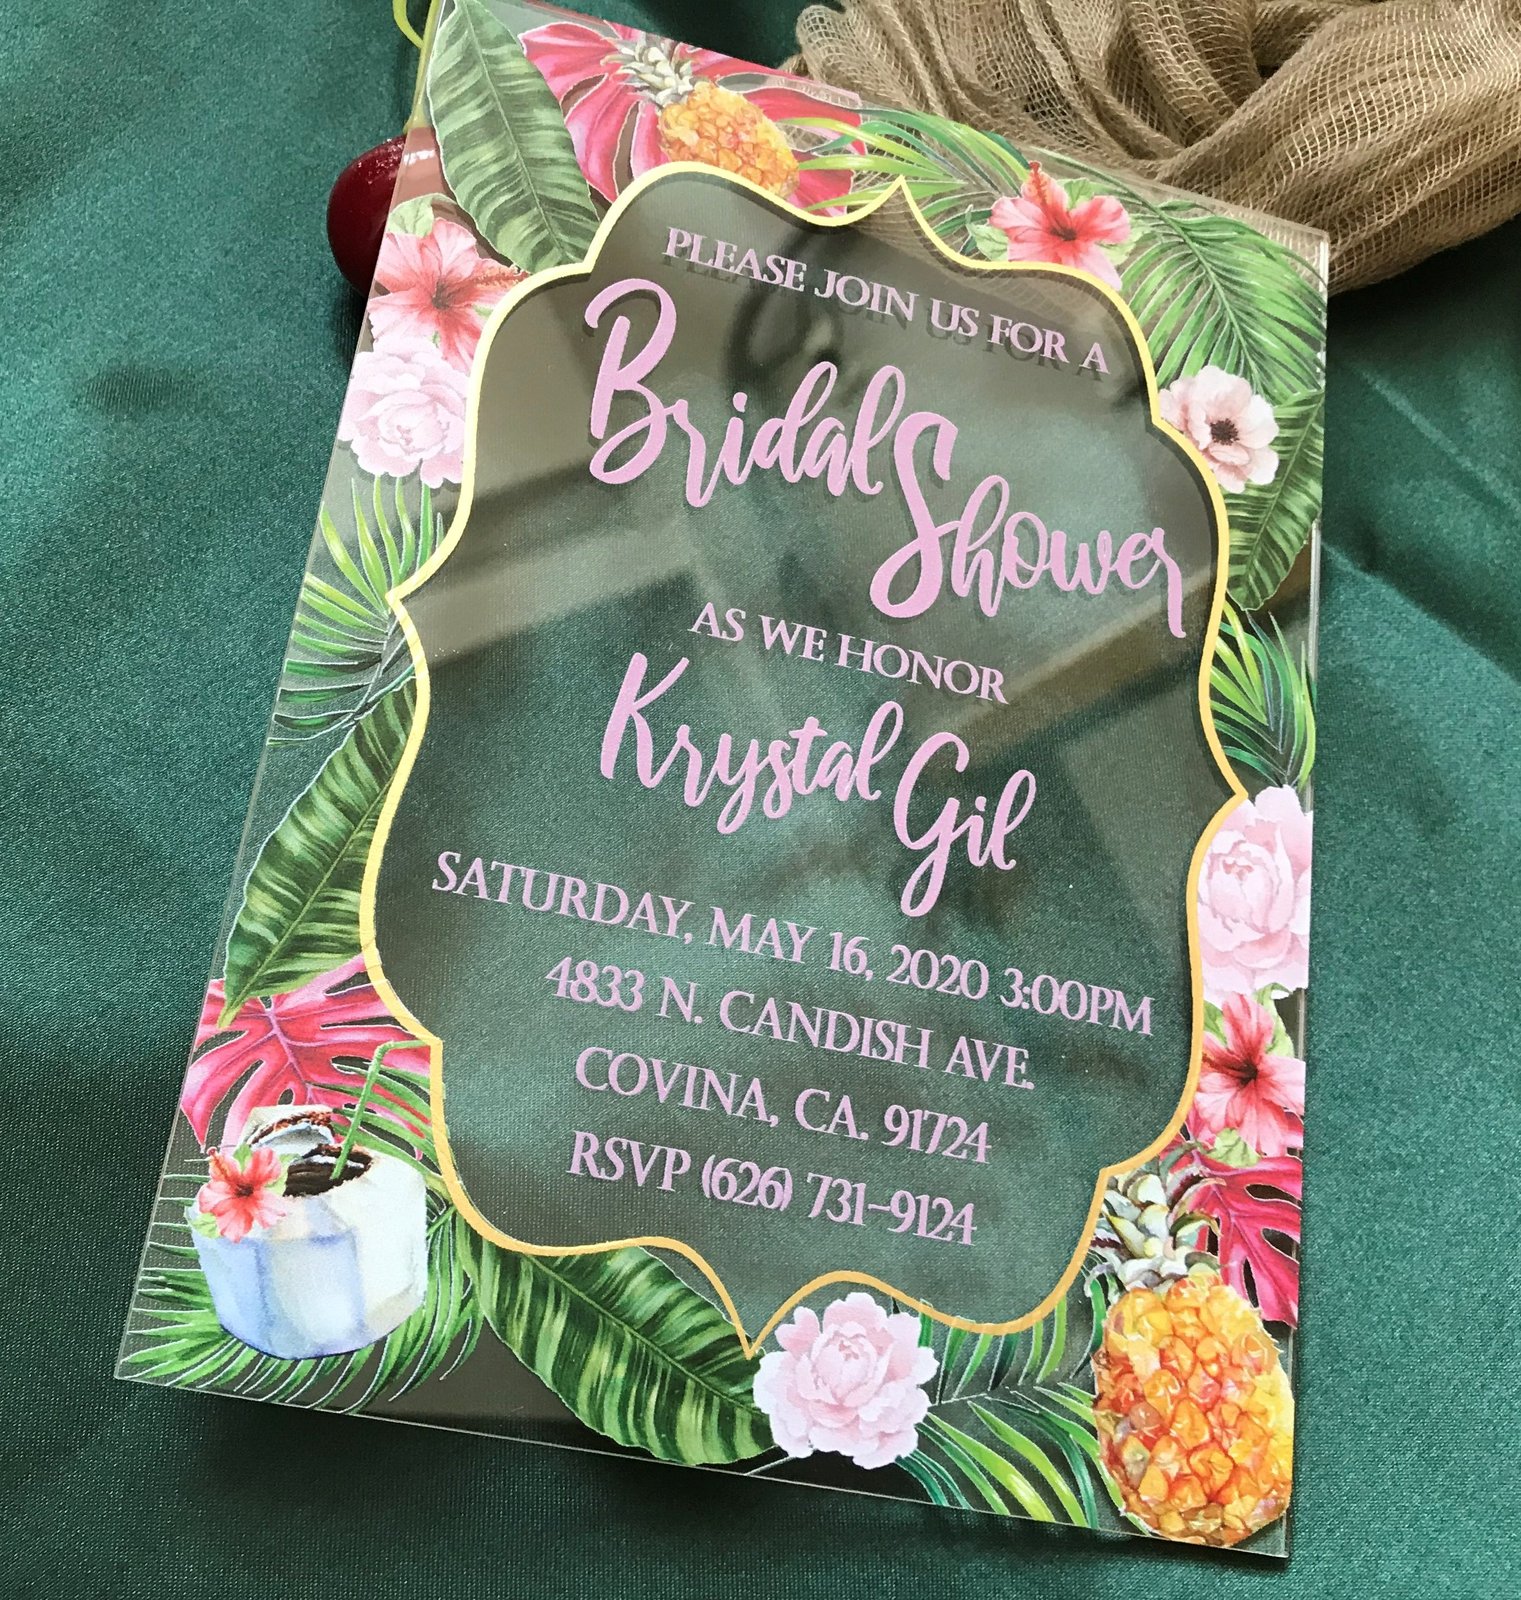 PLEASE JOIN US FOR A
Bridal Shower
AS WE HONOR
Krystal Gil
SATURDAY, MAY 16, 2020 3:00PM
4833 N. CANDISH AVE.
COVINA, CA. 91724
RSVP (626) 731-9124